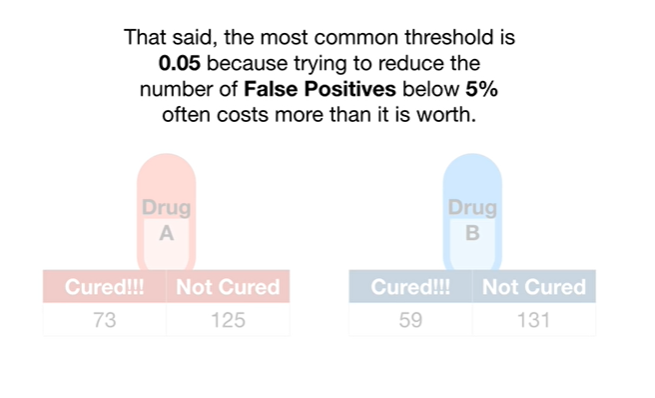 That said, the most common threshold is
0.05 because trying to reduce the
number of False Positives below 5%
often costs more than it is worth.
Drug
A
Cured!!! Not Cured
73 125
Drug
B
Cured!!! Not Cured
59 131